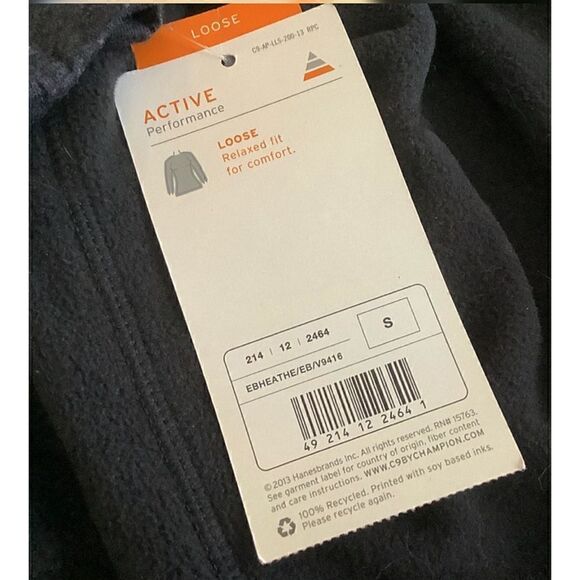 LOOSE
C9-AP-LLS-200-13 RPC
ACTIVE
Performance
LOOSE
Relaxed fit
for comfort.
214 | 12 | 2464
S
EBHEATHE/EB/V9416
49 214 12 2464 1
©2013 Hanesbrands Inc. All rights reserved. RN# 15763.
See garment label for country of origin, fiber content
and care instructions. WWW.C9BYCHAMPION.COM
100% Recycled. Printed with soy based inks.
Please recycle again.